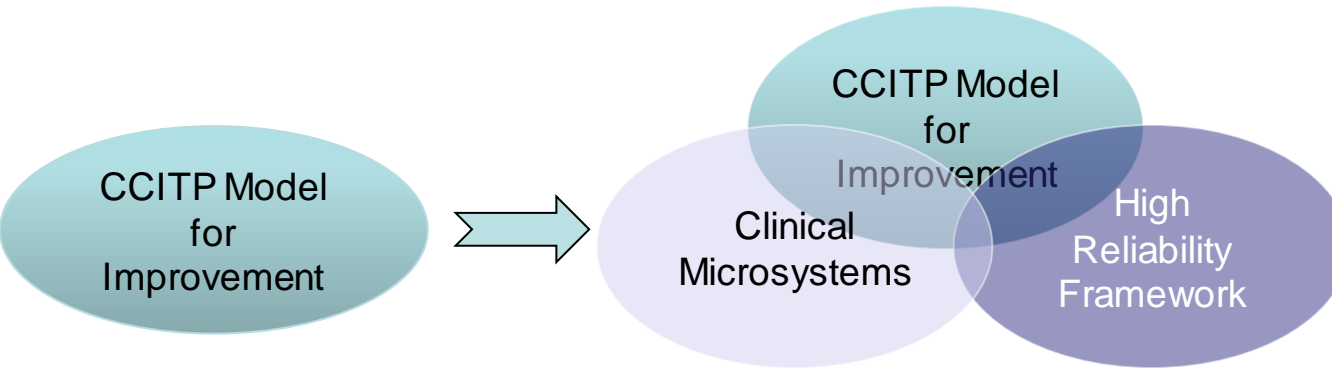 CCITP Model
for
Improvement
CCITP Model
for
Improvement
Clinical
Microsystems
High
Reliability
Framework